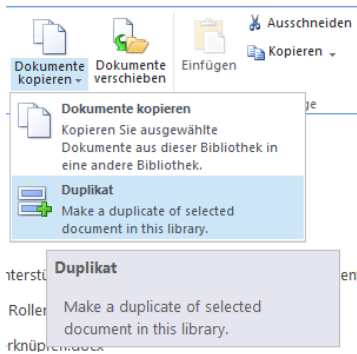 Ausschneiden
Dokumente Dokumente Einfügen Kopieren
kopieren verschieben
ge
Dokumente kopieren
Kopieren Sie ausgewählte
Dokumente aus dieser Bibliothek in
eine andere Bibliothek.
Duplikat
Make a duplicate of selected
document in this library.
Duplikat
Make a duplicate of selected
document in this library.
Roller